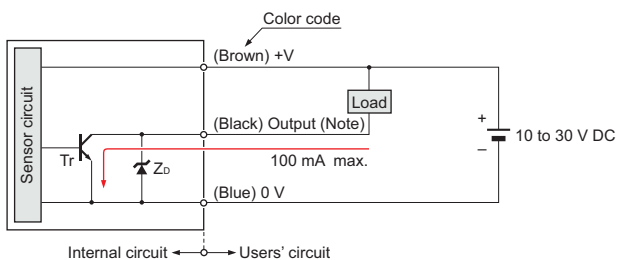 Color code
(Brown) +V
Load
Sensor circuit
(Black) Output (Note)
+
10 to 30 V DC
–
Tr
ZD
100 mA max.
(Blue) 0 V
Internal circuit
Users' circuit